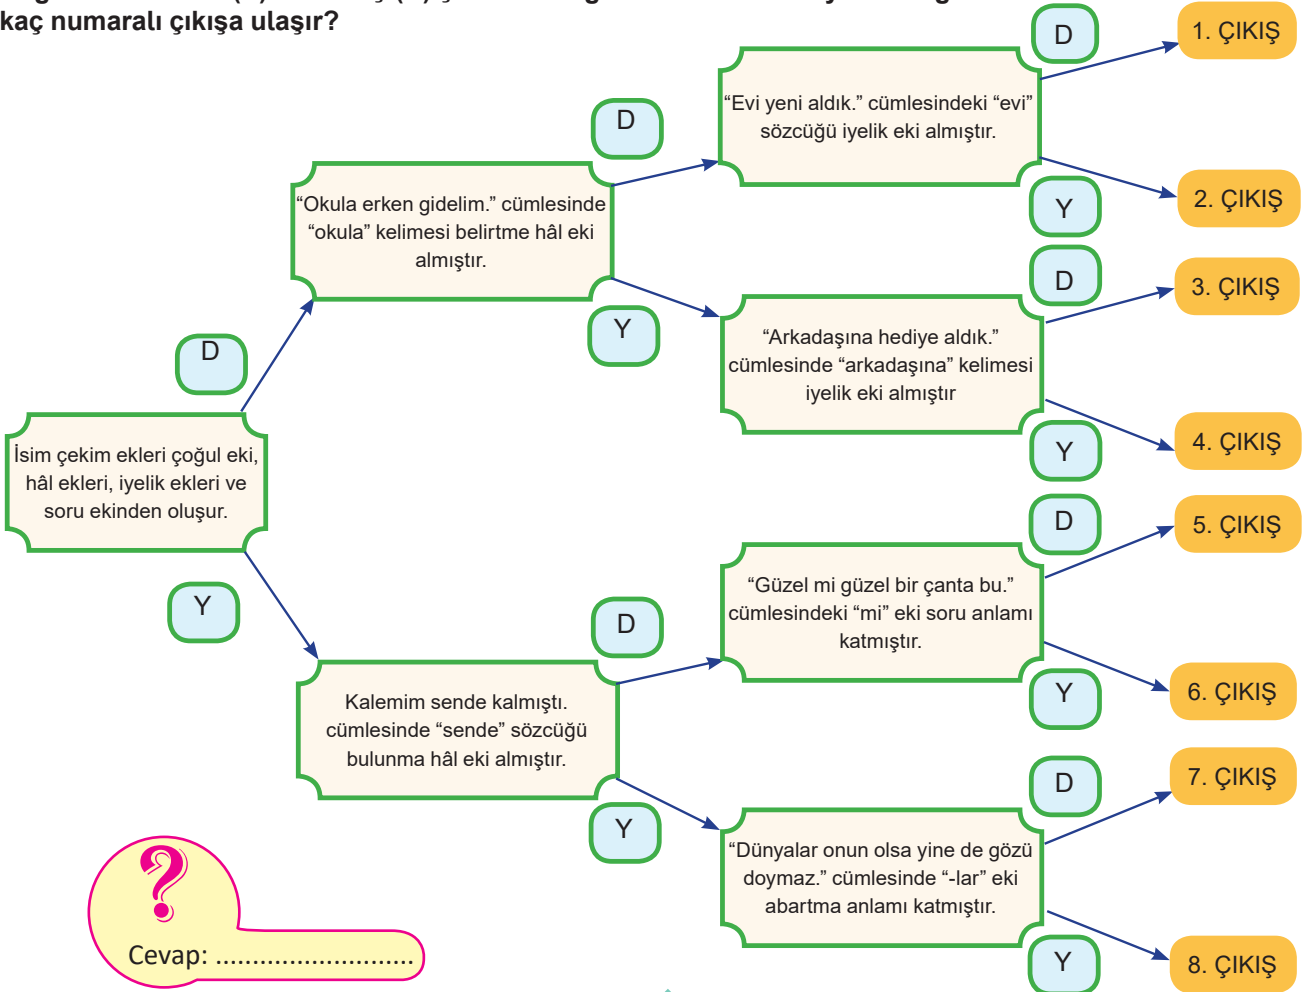 kaç numaralı çıkışa ulaşır?
D
1. ÇIKIŞ
“Evi yeni aldık.” cümlesindeki “evi”
sözcüğü iyelik eki almıştır.
D
Y
2. ÇIKIŞ
“Okula erken gidelim.” cümlesinde
“okula” kelimesi belirtme hâl eki
almıştır.
D
3. ÇIKIŞ
Y
“Arkadaşına hediye aldık.”
cümlesinde “arkadaşına” kelimesi
iyelik eki almıştır
D
Y
4. ÇIKIŞ
İsim çekim ekleri çoğul eki,
hâl ekleri, iyelik ekleri ve
soru ekinden oluşur.
D
5. ÇIKIŞ
“Güzel mi güzel bir çanta bu.”
cümlesindeki “mi” eki soru anlamı
katmıştır.
Y
D
Y
6. ÇIKIŞ
Kalemim sende kalmıştı.
cümlesinde “sende” sözcüğü
bulunma hâl eki almıştır.
D
7. ÇIKIŞ
Y
“Dünyalar onun olsa yine de gözü
doymaz.” cümlesinde “-lar” eki
abartma anlamı katmıştır.
?
Cevap: ...........................
Y
8. ÇIKIŞ